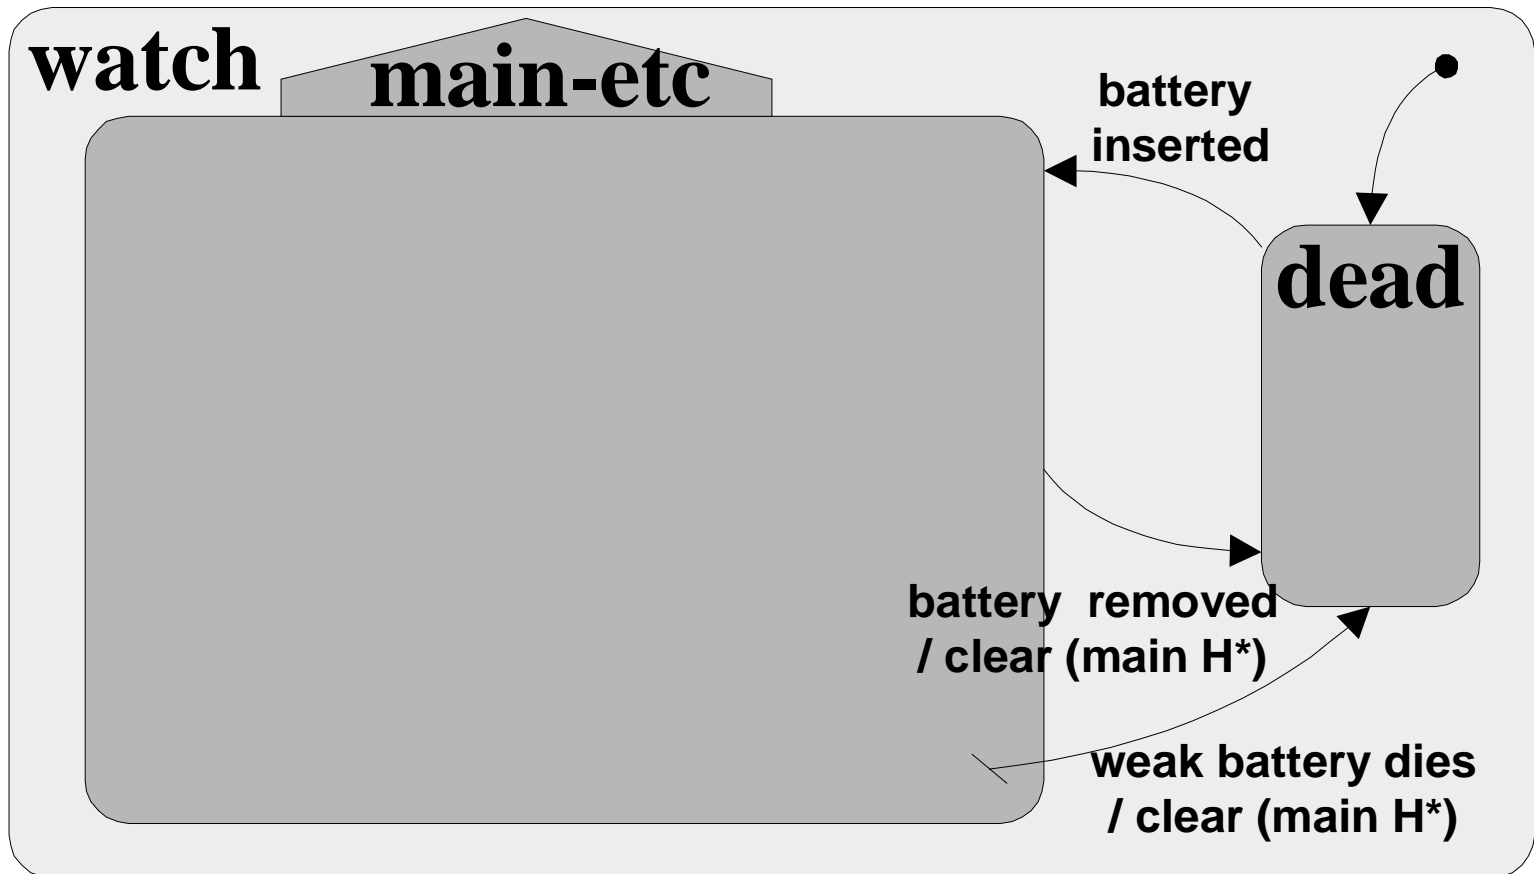 watch
main-etc
battery
inserted
dead
battery removed
/ clear (main H*)
weak battery dies
/ clear (main H*)